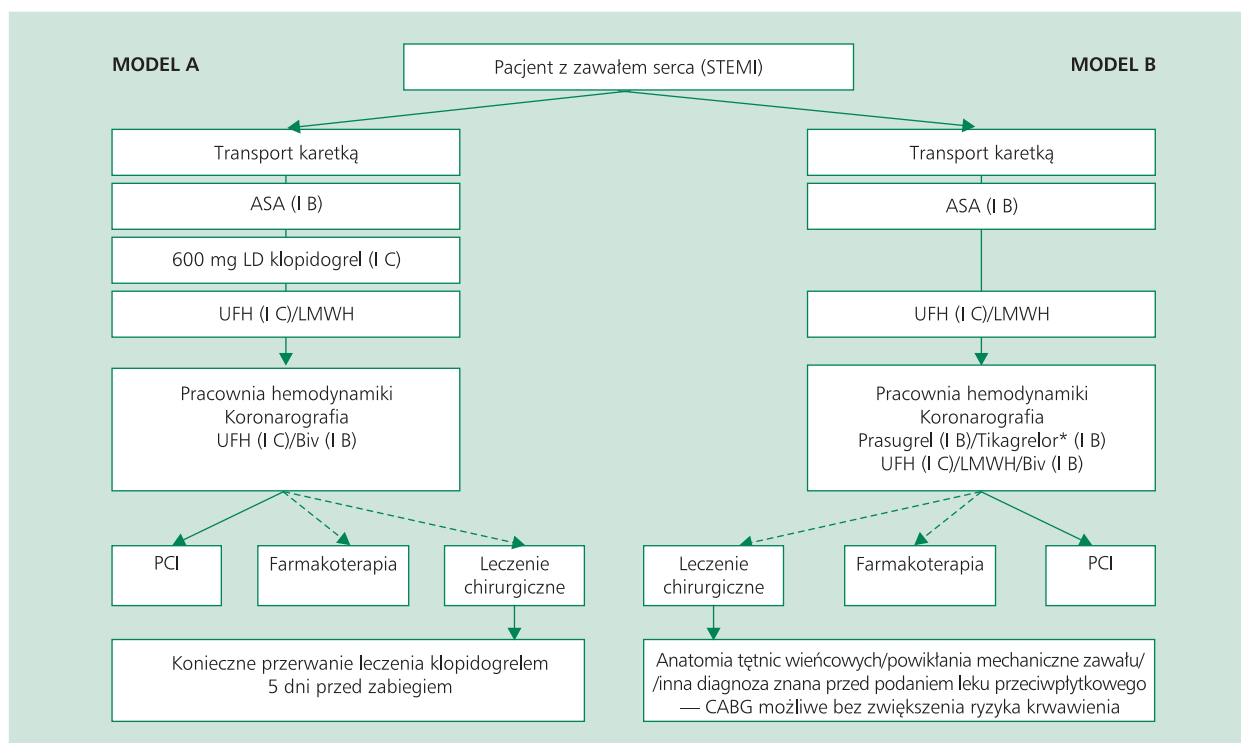 MODEL A
Pacjent z zawałem serca (STEMI)
MODEL B
Transport karetką
ASA (I B)
600 mg LD klopidogrel (I C)
UFH (I C)/LMWH
Pracownia hemodynamiki
Koronarografia
UFH (I C)/Biv (I B)
PCI
Farmakoterapia
Leczenie
chirurgiczne
Konieczne przerwanie leczenia klopidogrelem
5 dni przed zabiegiem
Transport karetką
ASA (I B)
UFH (I C)/LMWH
Pracownia hemodynamiki
Koronarografia
Prasugrel (I B)/Tikagrelor* (I B)
UFH (I C)/LMWH/Biv (I B)
Leczenie
chirurgiczne
Farmakoterapia
PCI
Anatomia tętnic wieńcowych/powikłania mechaniczne zawału/
/inna diagnoza znana przed podaniem leku przeciwpłytkowego
— CABG możliwe bez zwiększenia ryzyka krwawienia